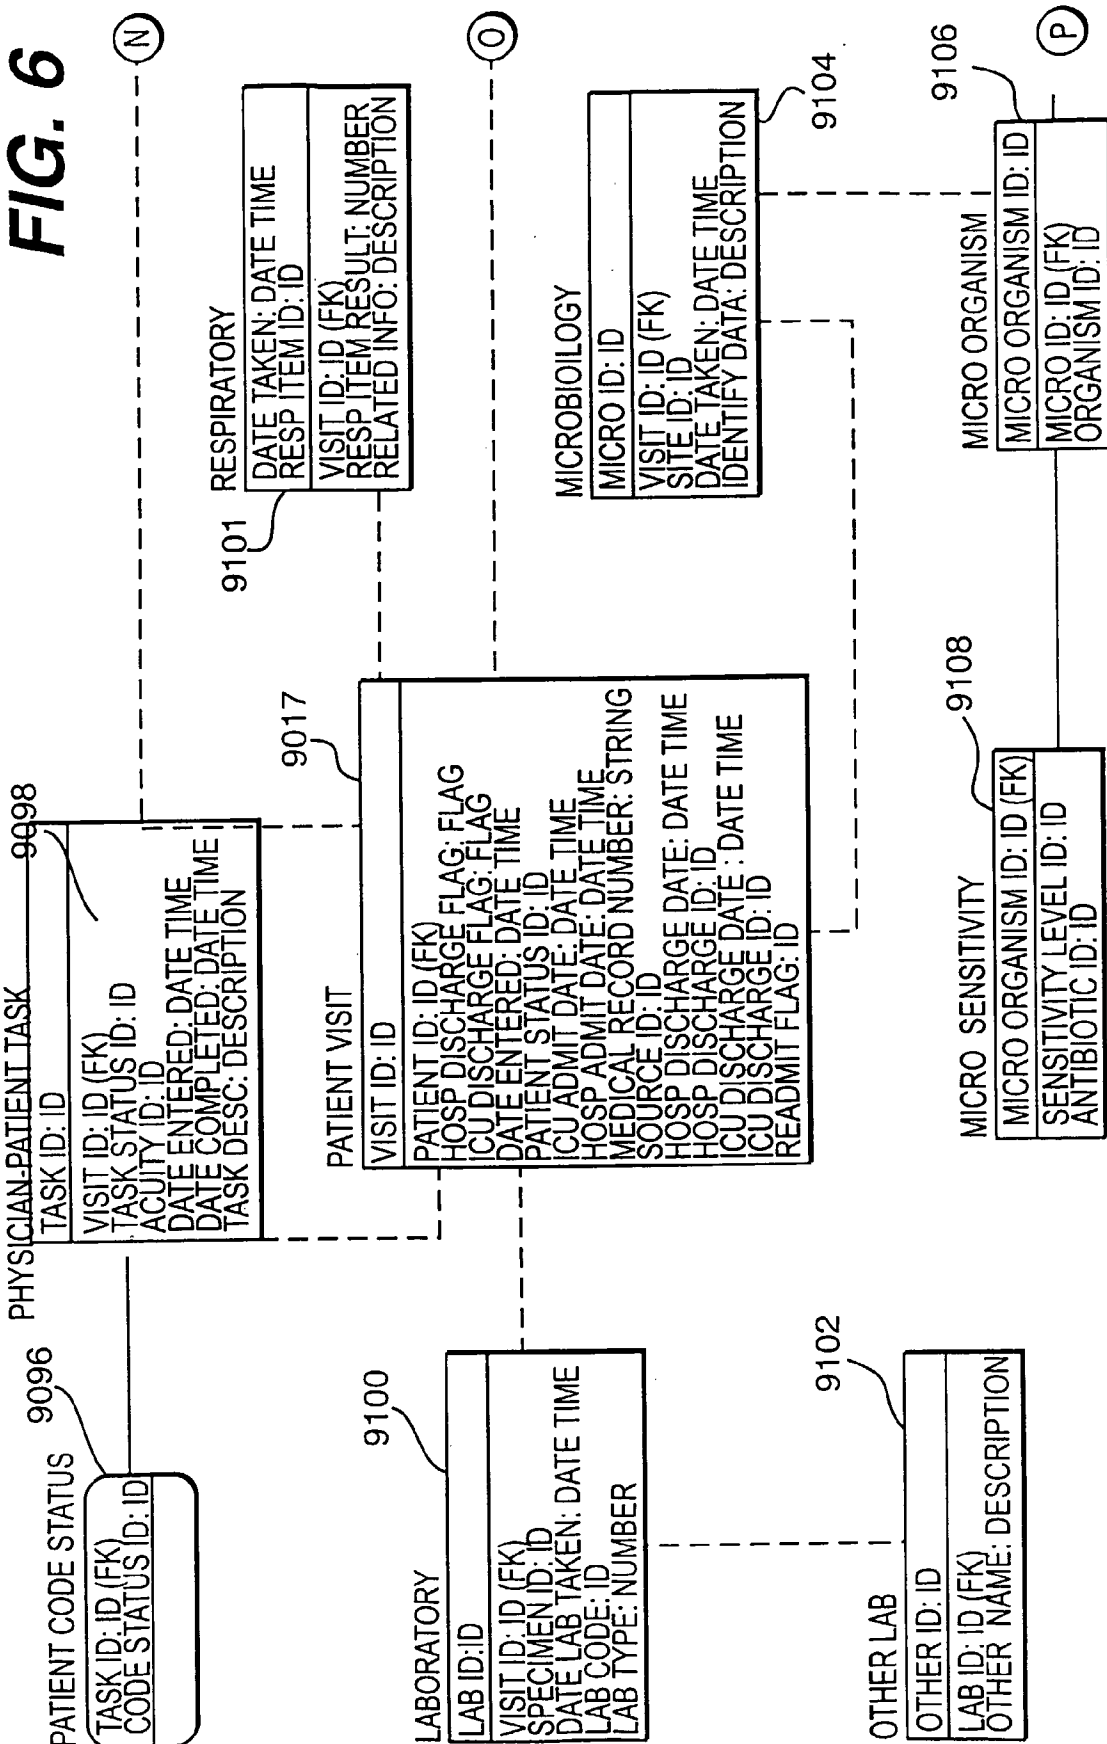 FIG. 6
PATIENT CODE STATUS
9096
TASK ID: ID (FK)
CODE STATUS ID: ID
PHYSICIAN-PATIENT TASK
9098
TASK ID: ID
VISIT ID: ID (FK)
TASK STATUS ID: ID
ACUITY ID: ID
DATE ENTERED: DATE TIME
DATE COMPLETED: DATE TIME
TASK DESC: DESCRIPTION
N
RESPIRATORY
9101
DATE TAKEN: DATE TIME
RESP ITEM ID: ID
VISIT ID: ID (FK)
RESP ITEM RESULT: NUMBER
RELATED INFO: DESCRIPTION
LABORATORY
9100
LAB ID:ID
VISIT ID: ID (FK)
SPECIMEN ID: ID
DATE LAB TAKEN: DATE TIME
LAB CODE: ID
LAB TYPE: NUMBER
PATIENT VISIT
9017
VISIT ID: ID
PATIENT ID: ID (FK)
HOSP DISCHARGE FLAG: FLAG
ICU DISCHARGE FLAG: FLAG
DATE ENTERED: DATE TIME
PATIENT STATUS ID: ID
ICU ADMIT DATE: DATE TIME
HOSP ADMIT DATE: DATE TIME
MEDICAL RECORD NUMBER: STRING
SOURCE ID: ID
HOSP DISCHARGE DATE: DATE TIME
HOSP DISCHARGE ID: ID
ICU DISCHARGE DATE : DATE TIME
ICU DISCHARGE ID: ID
READMIT FLAG: ID
O
MICROBIOLOGY
9104
MICRO ID: ID
VISIT ID: ID (FK)
SITE ID: ID
DATE TAKEN: DATE TIME
IDENTIFY DATA: DESCRIPTION
OTHER LAB
9102
OTHER ID: ID
LAB ID: ID (FK)
OTHER NAME: DESCRIPTION
MICRO SENSITIVITY
9108
MICRO ORGANISM ID: ID (FK)
SENSITIVITY LEVEL ID: ID
ANTIBIOTIC ID: ID
MICRO ORGANISM
9106
MICRO ORGANISM ID: ID
MICRO ID: ID (FK)
ORGANISM ID: ID
P